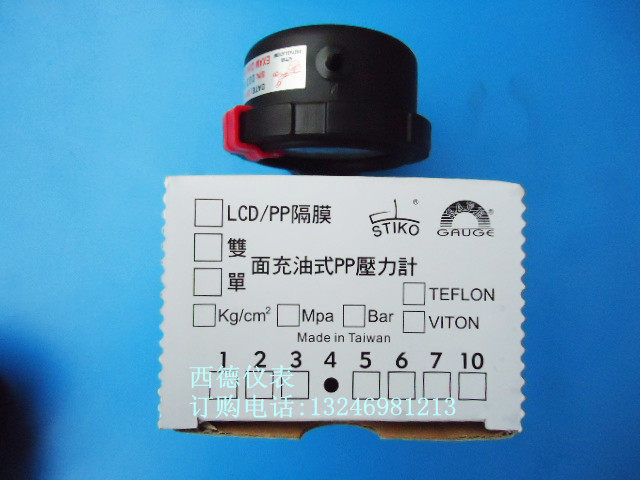 LCD/PP隔膜
STIKO ®
GAUGE ®
雙
單
面充油式PP壓力計
TEFLON
Kg/cm² Mpa Bar VITON
Made in Taiwan
1 2 3 4 5 6 7 10
西德仪表
订购电话:13246981213